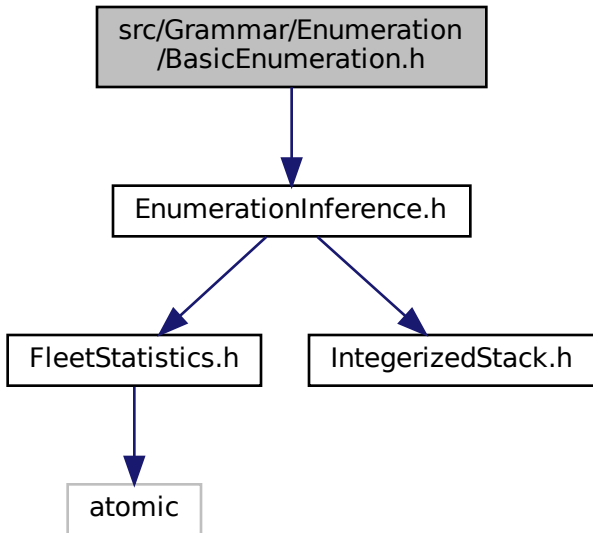 src/Grammar/Enumeration
/BasicEnumeration.h
EnumerationInference.h
FleetStatistics.h
IntegerizedStack.h
atomic